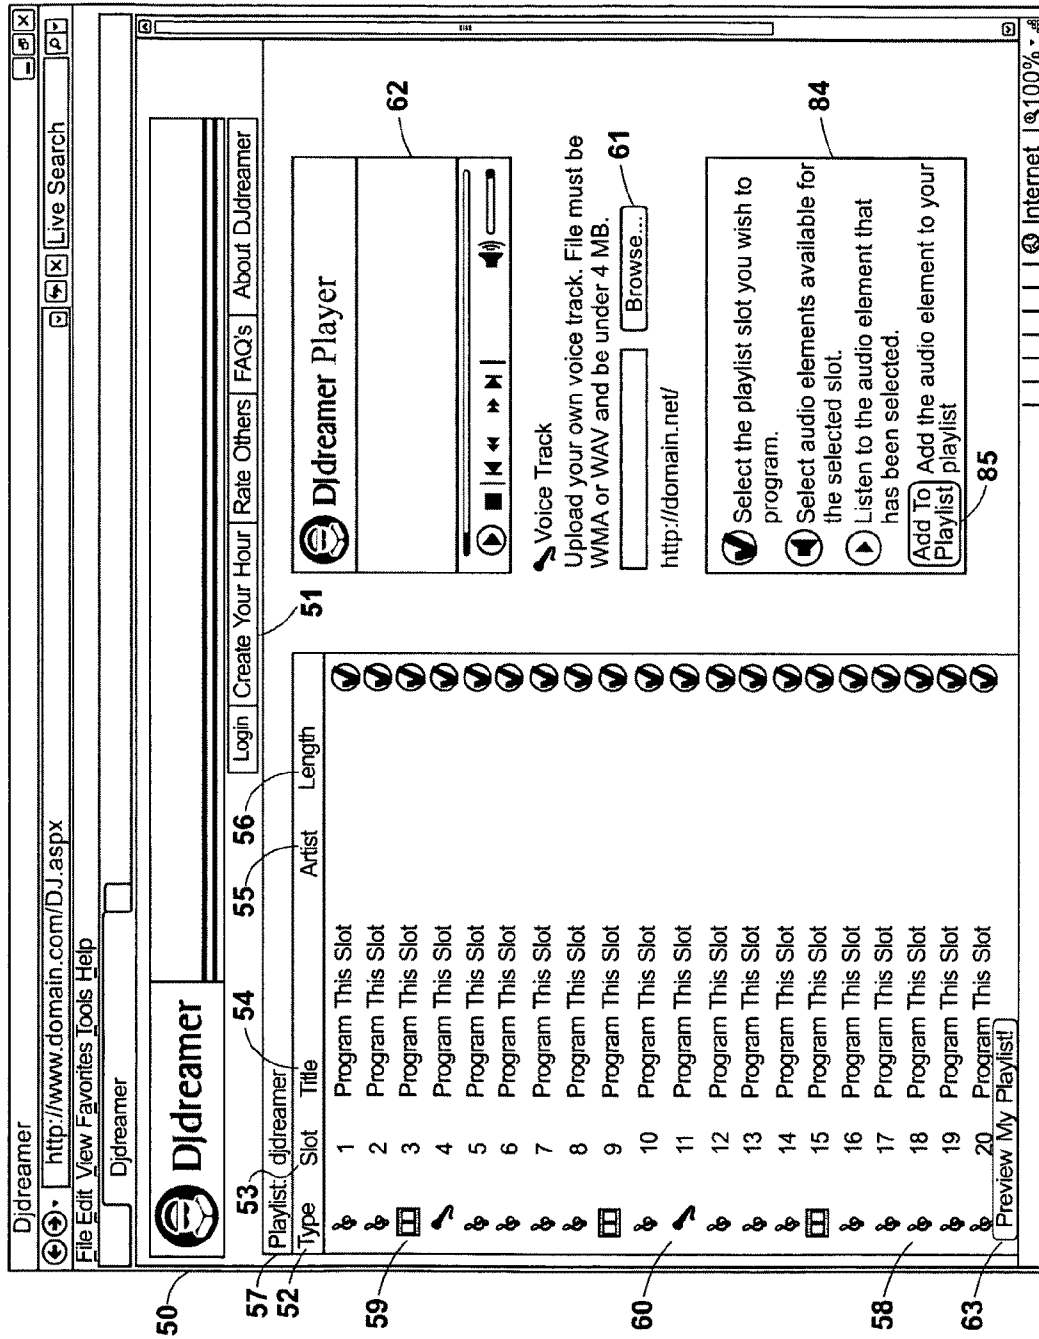 Djdreamer
http://www.domain.com/DJ.aspx
Live Search
File Edit View Favorites Tools Help
Djdreamer
50
DJdreamer
Login Create Your Hour Rate Others FAQ's About DJdreamer
51
57
Playlist: djdreamer
52 53 54 55 56
Type Slot Title Artist Length
1 Program This Slot
2 Program This Slot
59
3 Program This Slot
4 Program This Slot
5 Program This Slot
6 Program This Slot
7 Program This Slot
8 Program This Slot
9 Program This Slot
60
10 Program This Slot
11 Program This Slot
12 Program This Slot
13 Program This Slot
14 Program This Slot
15 Program This Slot
16 Program This Slot
58
17 Program This Slot
18 Program This Slot
19 Program This Slot
20 Program This Slot
63
Preview My Playlist!
DJdreamer Player
62
Voice Track
Upload your own voice track. File must be
WMA or WAV and be under 4 MB.
Browse...
61
http://domain.net/
84
Select the playlist slot you wish to
program.
Select audio elements available for
the selected slot.
Listen to the audio element that
has been selected.
Add To Add the audio element to your
Playlist playlist
85
Internet 100%